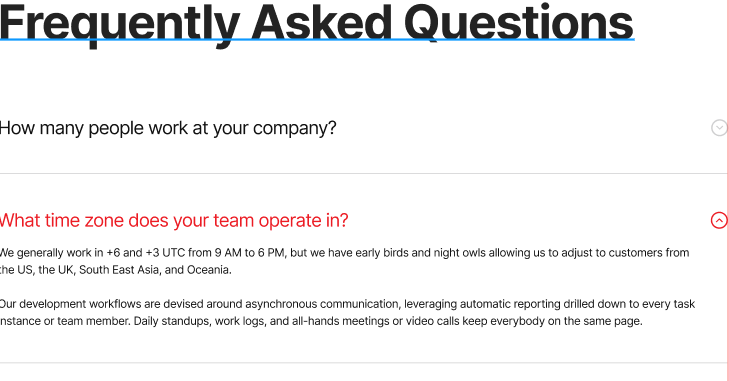 Frequently Asked Questions
How many people work at your company?
What time zone does your team operate in?
We generally work in +6 and +3 UTC from 9 AM to 6 PM, but we have early birds and night owls allowing us to adjust to customers from
the US, the UK, South East Asia, and Oceania.
Our development workflows are devised around asynchronous communication, leveraging automatic reporting drilled down to every task
instance or team member. Daily standups, work logs, and all-hands meetings or video calls keep everybody on the same page.